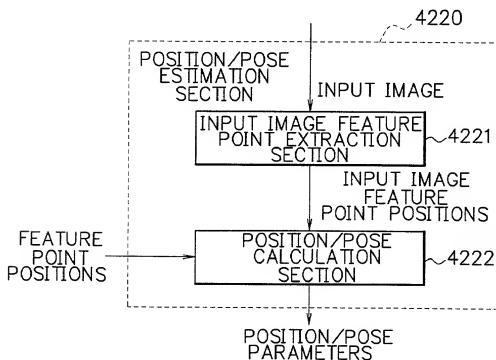 4220
POSITION/POSE
ESTIMATION
SECTION
INPUT IMAGE
INPUT IMAGE FEATURE
POINT EXTRACTION
SECTION
4221
INPUT IMAGE
FEATURE
POINT POSITIONS
FEATURE
POINT
POSITIONS
POSITION/POSE
CALCULATION
SECTION
4222
POSITION/POSE
PARAMETERS